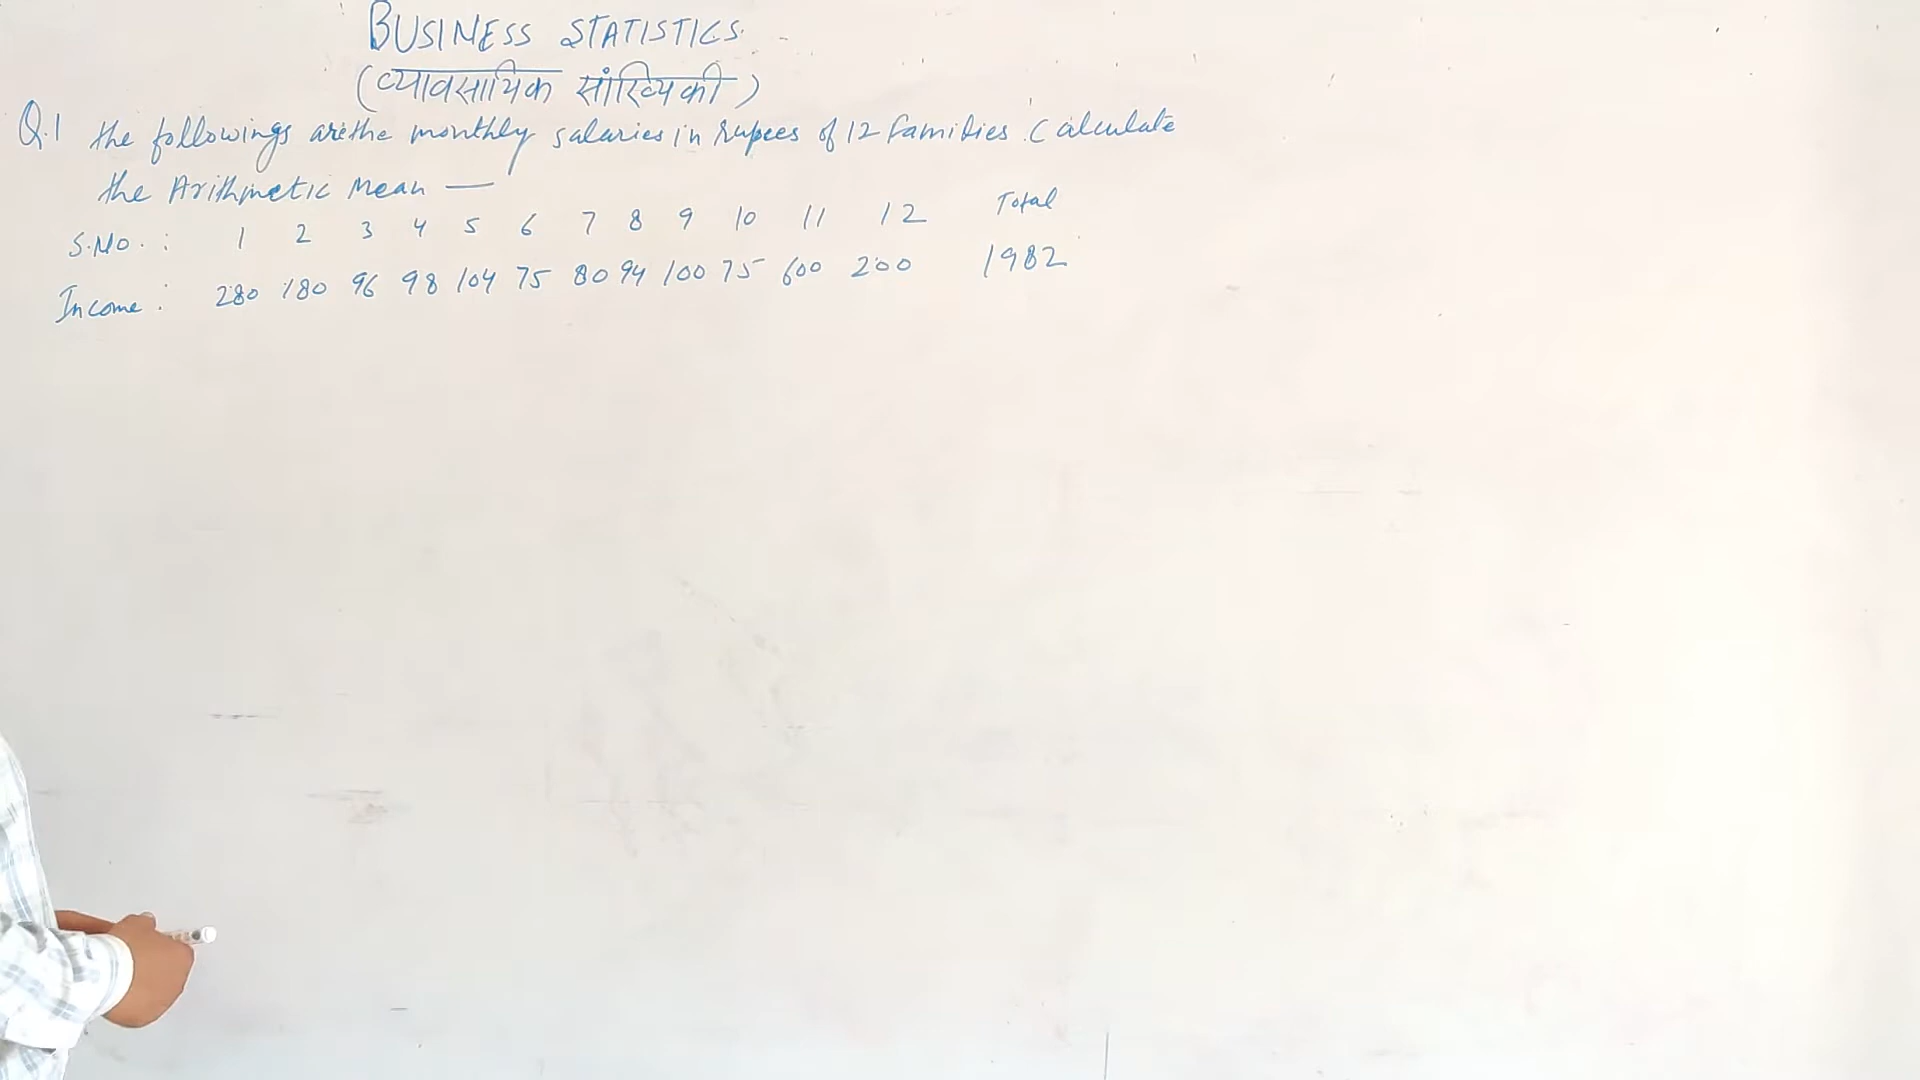 BUSINESS STATISTICS.
(व्यावसायिक सांख्यिकी)
Q.1 the followings are the monthly salaries in rupees of 12 families. Calculate
the Arithmetic Mean —
S.No. : 1 2 3 4 5 6 7 8 9 10 11 12 Total
Income : 280 180 96 98 104 75 80 94 100 75 600 200 1982